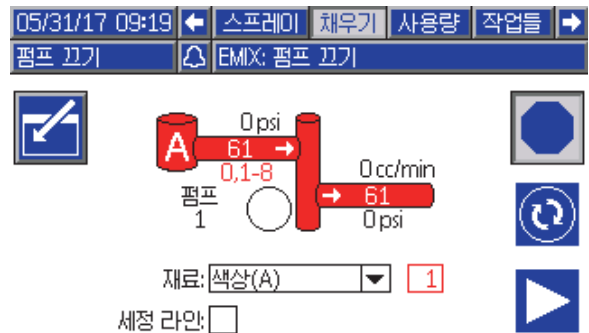 05/31/17 09:19 스프레이 채우기 사용량 작업들
펌프 끄기 EMIX: 펌프 끄기
0 psi
A 61
0,1-8
0 cc/min
펌프
1
61
0 psi
재료: 색상(A) 1
세정 라인: